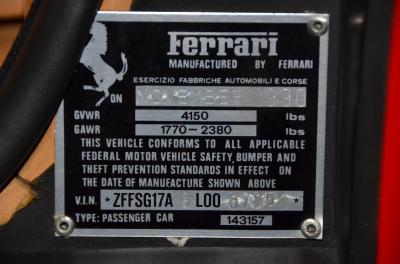 Ferrari
MANUFACTURED BY FERRARI
ESERCIZIO FABBRICHE AUTOMOBILI E CORSE
ON NOVEMBER
GVWR 4150 lbs
GAWR 1770-2380 lbs
THIS VEHICLE CONFORMS TO ALL APPLICABLE
FEDERAL MOTOR VEHICLE SAFETY, BUMPER AND
THEFT PREVENTION STANDARDS IN EFFECT ON
THE DATE OF MANUFACTURE SHOWN ABOVE
V.I.N. *ZFFSG17A L00
TYPE: PASSENGER CAR 143157